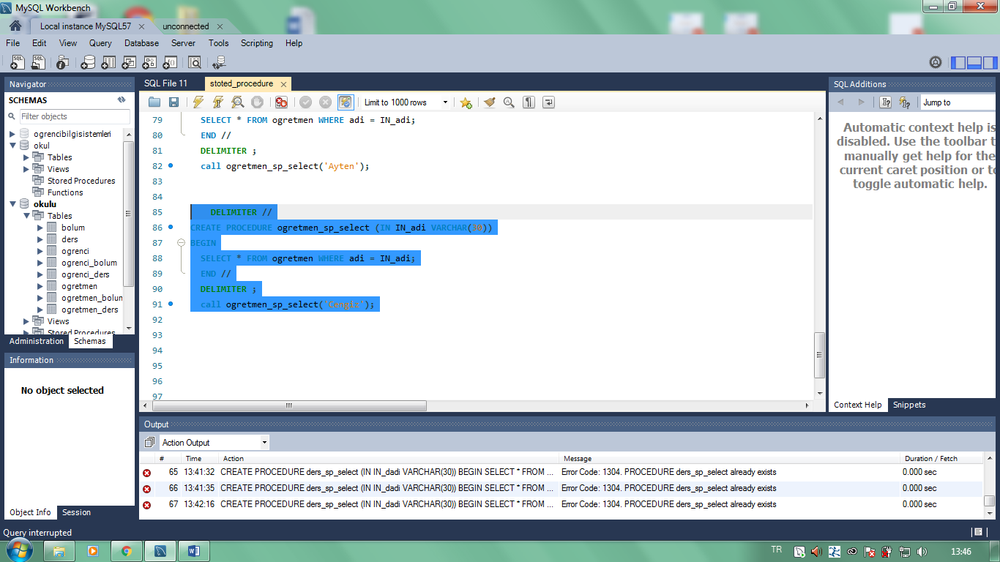 MySQL Workbench
Local instance MySQL57
unconnected
File Edit View Query Database Server Tools Scripting Help
Navigator
SCHEMAS
Filter objects
ogrencibilgisistemleri
okul
Tables
Views
Stored Procedures
Functions
okulu
Tables
bolum
ders
ogrenci
ogrenci_bolum
ogrenci_ders
ogretmen
ogretmen_bolun
ogretmen_ders
Views
Stored Procedures
Administration Schemas
Information
No object selected
Object Info Session
SQL File 11 stoted_procedure
Limit to 1000 rows
79 SELECT * FROM ogretmen WHERE adi = IN_adi;
80 END //
81 DELIMITER ;
82 call ogretmen_sp_select('Ayten');
83
84
85 DELIMITER //
86 CREATE PROCEDURE ogretmen_sp_select (IN IN_adi VARCHAR(30))
87 BEGIN
88 SELECT * FROM ogretmen WHERE adi = IN_adi;
89 END //
90 DELIMITER ;
91 call ogretmen_sp_select('Cengiz');
92
93
94
95
96
97
SQL Additions
Jump to
Automatic context help is
disabled. Use the toolbar t
manually get help for the
current caret position or to
toggle automatic help.
Context Help Snippets
Output
Action Output
# Time Action Message Duration / Fetch
65 13:41:32 CREATE PROCEDURE ders_sp_select (IN IN_dadi VARCHAR(30)) BEGIN SELECT * FROM ... Error Code: 1304. PROCEDURE ders_sp_select already exists 0.000 sec
66 13:41:35 CREATE PROCEDURE ders_sp_select (IN IN_dadi VARCHAR(30)) BEGIN SELECT * FROM ... Error Code: 1304. PROCEDURE ders_sp_select already exists 0.000 sec
67 13:42:16 CREATE PROCEDURE ders_sp_select (IN IN_dadi VARCHAR(30)) BEGIN SELECT * FROM ... Error Code: 1304. PROCEDURE ders_sp_select already exists 0.000 sec
Query interrupted
TR
13:46